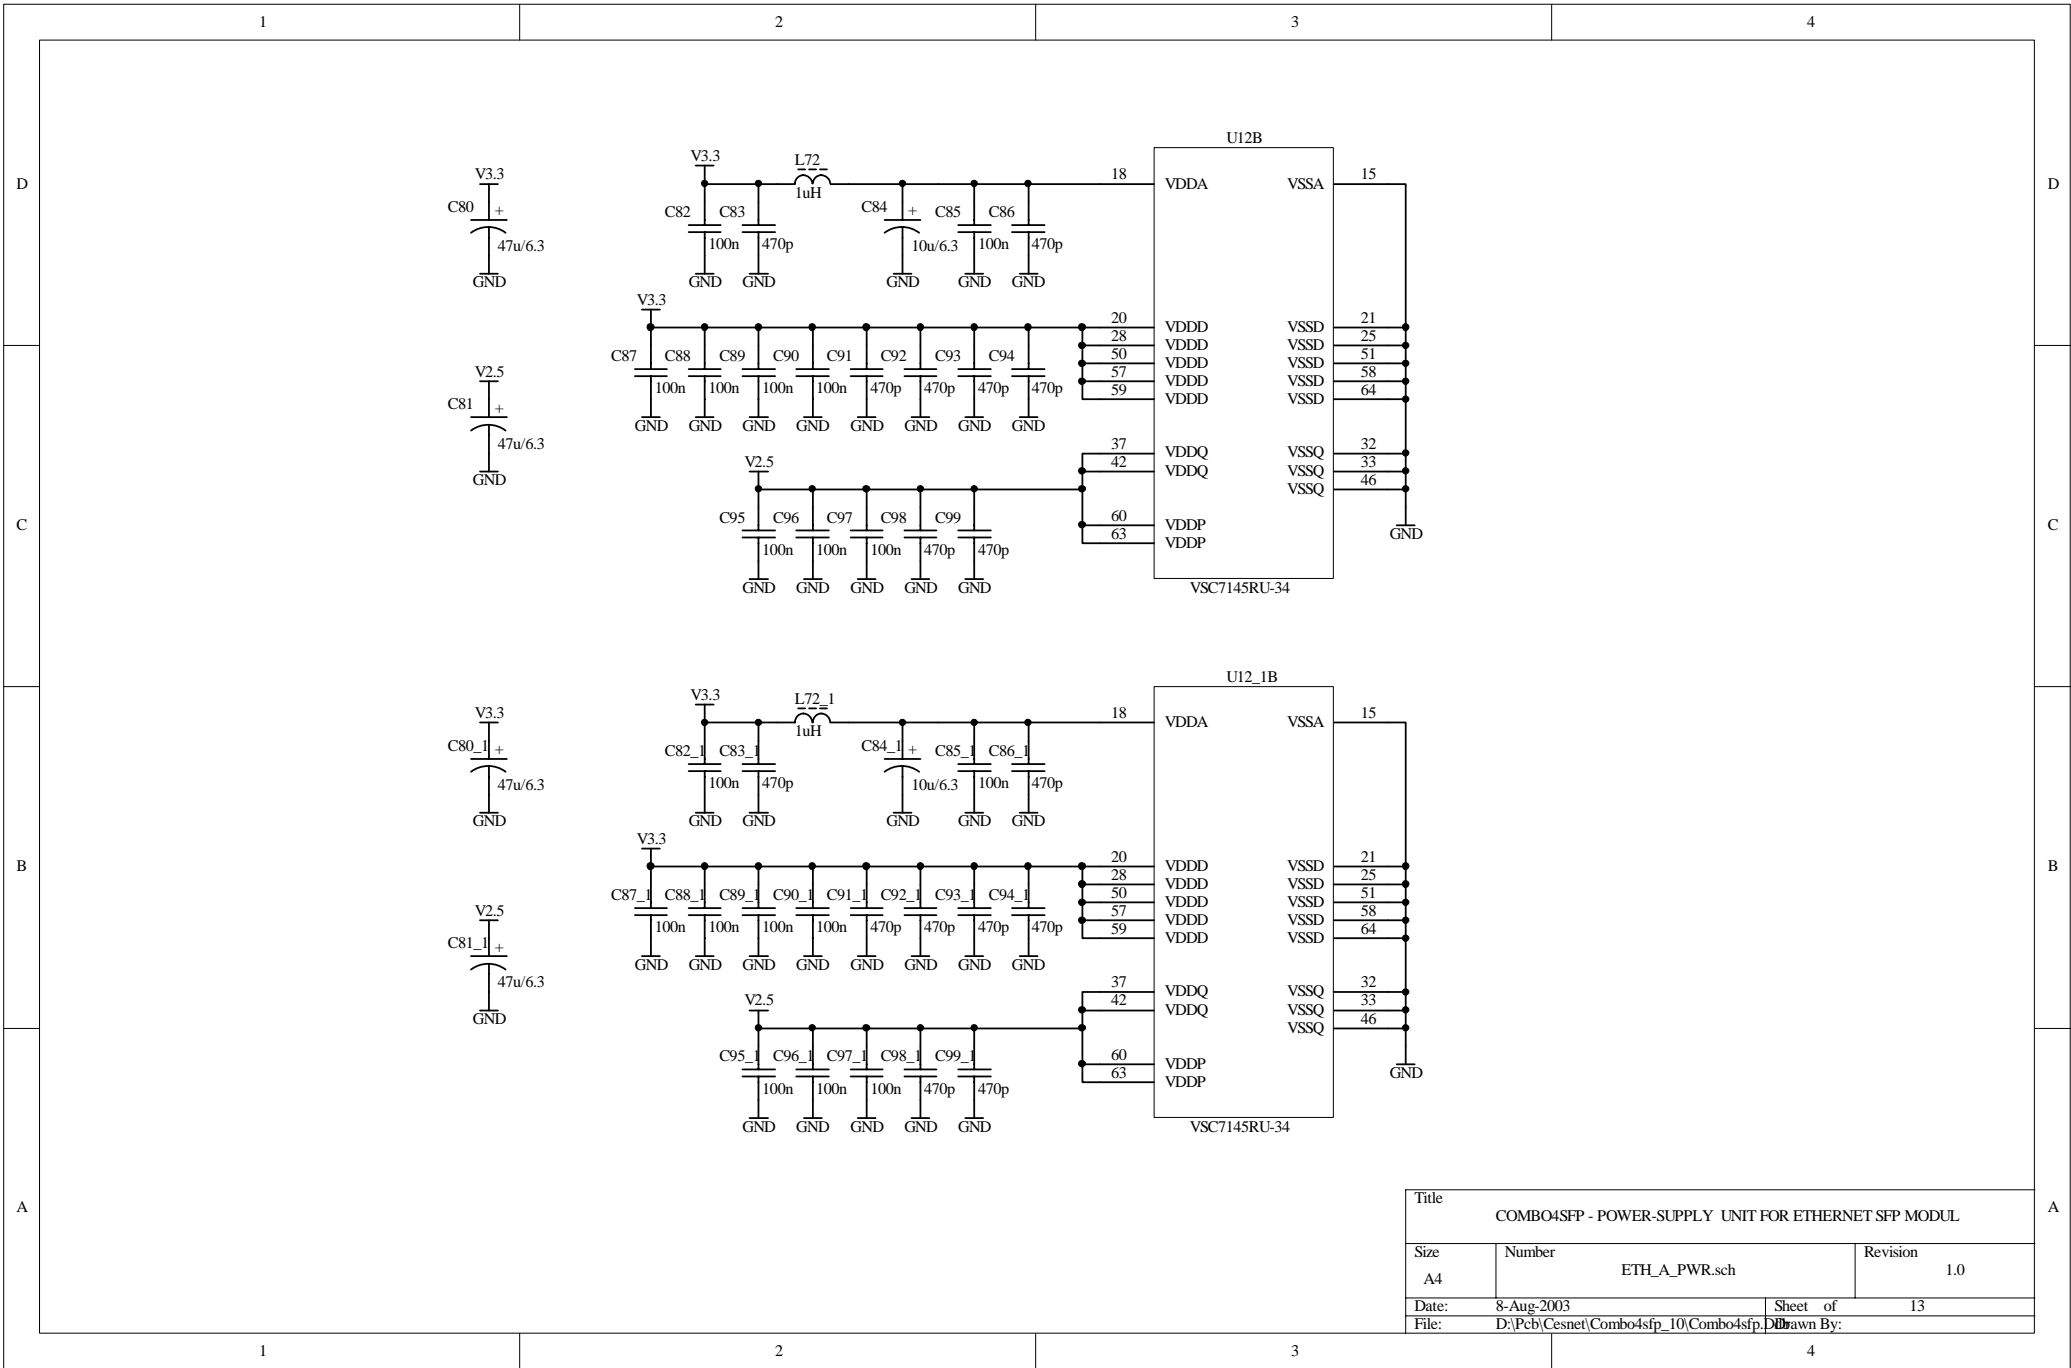 1 2 3 4
U12B
V3.3 V3.3 L72 18 VDDA VSSA 15
D D
1uH
C80 + C82 C83 C84 + C85 C86
47u/6.3 100n 470p 10u/6.3 100n 470p
GND GND GND GND GND GND
V3.3
20 VDDD VSSD 21
28 VDDD VSSD 25
C87 C88 C89 C90 C91 C92 C93 C94 50 VDDD VSSD 51
V2.5 57 VDDD VSSD 58
100n 100n 100n 100n 470p 470p 470p 470p 59 VDDD VSSD 64
C81 +
GND GND GND GND GND GND GND GND
47u/6.3 37 VDDQ VSSQ 32
V2.5 42 VDDQ VSSQ 33
GND VSSQ 46
C95 C96 C97 C98 C99 60 VDDP
C C
GND
100n 100n 100n 470p 470p 63 VDDP
GND GND GND GND GND VSC7145RU-34
U12_1B
V3.3 V3.3 L72_1 18 VDDA VSSA 15
1uH
C80_1 + C82_1 C83_1 C84_1 + C85_1 C86_1
47u/6.3 100n 470p 10u/6.3 100n 470p
GND GND GND GND GND GND
V3.3
20 VDDD VSSD 21
B B
28 VDDD VSSD 25
C87_1 C88_1 C89_1 C90_1 C91_1 C92_1 C93_1 C94_1 50 VDDD VSSD 51
V2.5 57 VDDD VSSD 58
100n 100n 100n 100n 470p 470p 470p 470p 59 VDDD VSSD 64
C81_1 +
GND GND GND GND GND GND GND GND
47u/6.3 37 VDDQ VSSQ 32
V2.5 42 VDDQ VSSQ 33
GND VSSQ 46
C95_1 C96_1 C97_1 C98_1 C99_1 60 VDDP
GND
100n 100n 100n 470p 470p 63 VDDP
GND GND GND GND GND VSC7145RU-34
A A
Title
COMBO4SFP - POWER-SUPPLY UNIT FOR ETHERNET SFP MODUL
Size Number Revision
A4 ETH_A_PWR.sch 1.0
Date: 8-Aug-2003 Sheet of 13
File: D:\Pcb\Cesnet\Combo4sfp_10\Combo4sfp.Ddb Drawn By:
1 2 3 4